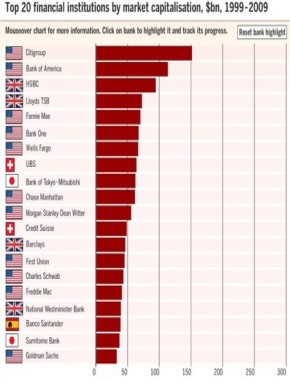 Top 20 financial institutions by market capitalisation, $bn, 1999-2009
Mouseover chart for more information. Click on bank to highlight it and track its progress.
Reset bank highlight
Citigroup
Bank of America
HSBC
Lloyds TSB
Fannie Mae
Bank One
Wells Fargo
UBS
Bank of Tokyo-Mitsubishi
Chase Manhattan
Morgan Stanley Dean Witter
Credit Suisse
Barclays
First Union
Charles Schwab
Freddie Mac
National Westminster Bank
Banco Santander
Sumitomo Bank
Goldman Sachs
0 50 100 150 200 250 300